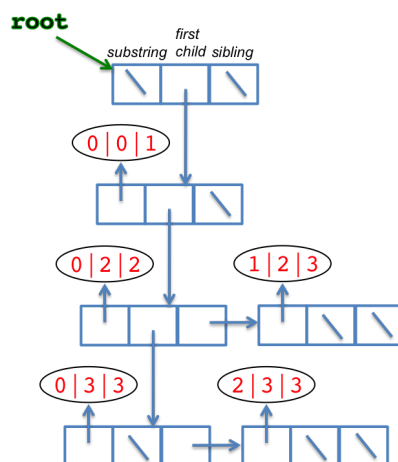 root
first
substring child sibling
0|0|1
0|2|2 1|2|3
0|3|3 2|3|3